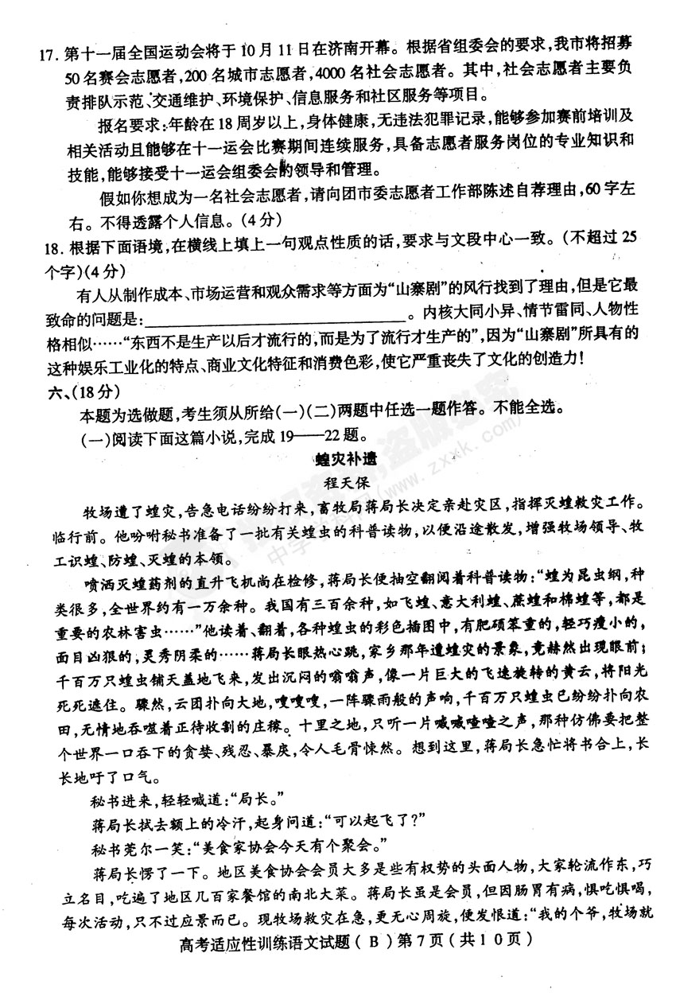 17. 第十一届全国运动会将于10月11日在济南开幕。根据省组委会的要求,我市将招募
50名赛会志愿者,200名城市志愿者,4000名社会志愿者。其中,社会志愿者主要负
责排队示范、交通维护、环境保护、信息服务和社区服务等项目。
报名要求:年龄在18周岁以上,身体健康,无违法犯罪记录,能够参加赛前培训及
相关活动且能够在十一运会比赛期间连续服务,具备志愿者服务岗位的专业知识和
技能,能够接受十一运会组委会的领导和管理。
假如你想成为一名社会志愿者,请向团市委志愿者工作部陈述自荐理由,60字左
右。不得透露个人信息。(4分)
18. 根据下面语境,在横线上填上一句观点性质的话,要求与文段中心一致。(不超过25
个字)(4分)
有人从制作成本、市场运营和观众需求等方面为“山寨剧”的风行找到了理由,但是它最
致命的问题是:____________________。内核大同小异、情节雷同、人物性
格相似……“东西不是生产以后才流行的,而是为了流行才生产的”,因为“山寨剧”所具有的
这种娱乐工业化的特点、商业文化特征和消费色彩,使它严重丧失了文化的创造力!
六、(18分)
本题为选做题,考生须从所给(一)(二)两题中任选一题作答。不能全选。
(一)阅读下面这篇小说,完成19——22题。
蝗灾补遗
程天保
牧场遭了蝗灾,告急电话纷纷打来,畜牧局蒋局长决定亲赴灾区,指挥灭蝗救灾工作。
临行前。他吩咐秘书准备了一批有关蝗虫的科普读物,以便沿途散发,增强牧场领导、牧
工识蝗、防蝗、灭蝗的本领。
喷洒灭蝗药剂的直升飞机尚在检修,蒋局长便抽空翻阅着科普读物:“蝗为昆虫纲,种
类很多,全世界约有一万余种。我国有三百余种,如飞蝗、意大利蝗、蔗蝗和棉蝗等,都是
重要的农林害虫……”他读着、翻着,各种蝗虫的彩色插图中,有肥硕笨重的,轻巧瘦小的,
面目凶狠的,灵秀阴柔的……蒋局长眼热心跳,家乡那年遭蝗灾的景象,竟赫然出现眼前:
千百万只蝗虫铺天盖地飞来,发出沉闷的嗡嗡声,像一片巨大的飞速旋转的黄云,将阳光
死死遮住。骤然,云团扑向大地,嗖嗖嗖,一阵骤雨般的声响,千百万只蝗虫已纷纷扑向农
田,无情地吞噬着正待收割的庄稼。十里之地,只听一片嘁嘁喳喳之声,那种仿佛要把整
个世界一口吞下的贪婪、残忍、暴戾,令人毛骨悚然。想到这里,蒋局长急忙将书合上,长
长地吁了口气。
秘书进来,轻轻喊道:“局长。”
蒋局长拭去额上的冷汗,起身问道:“可以起飞了?”
秘书莞尔一笑:“美食家协会今天有个聚会。”
蒋局长愣了一下。地区美食协会会员大多是些有权势的头面人物,大家轮流作东,巧
立名目,吃遍了地区几百家餐馆的南北大菜。蒋局长虽是会员,但因肠胃有病,惧吃惧喝,
每次活动,只不过应景而已。现牧场救灾在急,更无心周旋,便发恨道:“我的个爷,牧场就
高考适应性训练语文试题( B )第7页(共1 0页)
中学学科网(www.zxxk.com)